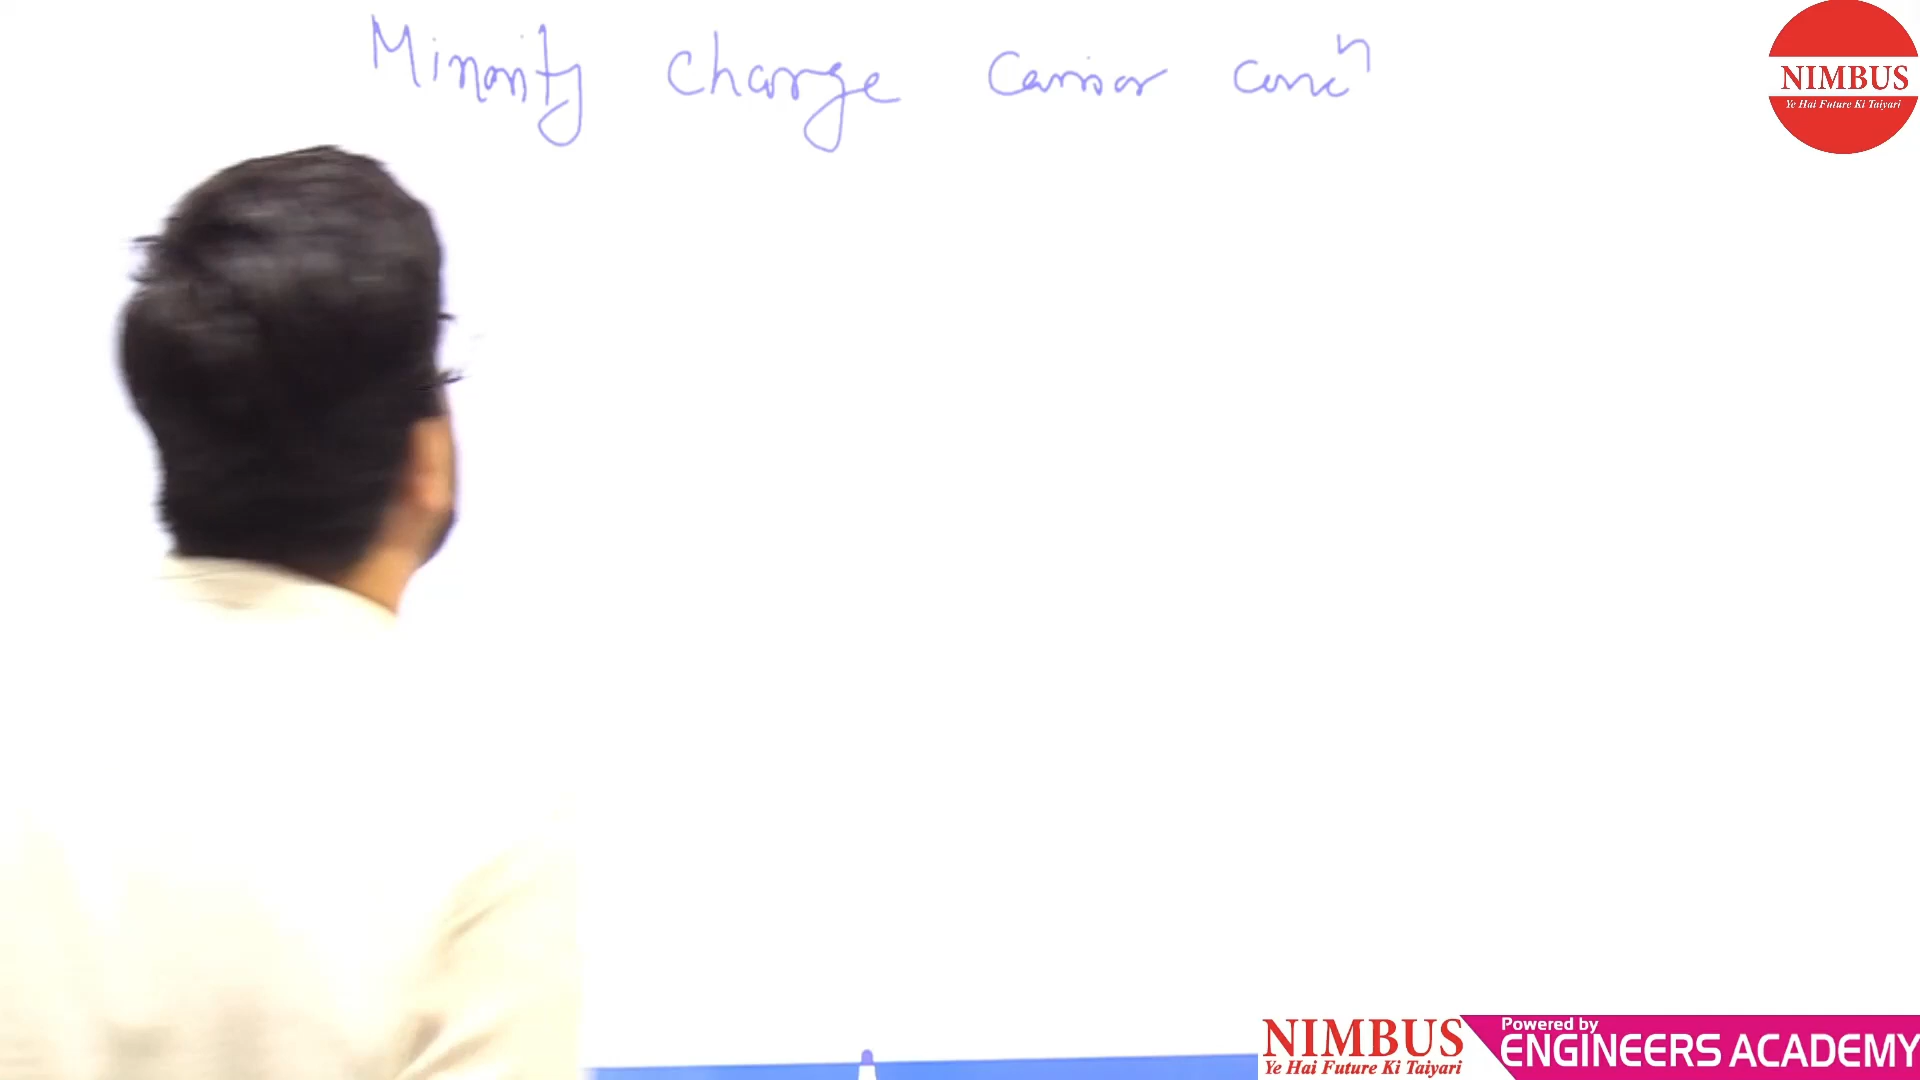 Minority charge carrier concⁿ
NIMBUS
Ye Hai Future Ki Taiyari
NIMBUS
Ye Hai Future Ki Taiyari
Powered by
ENGINEERS ACADEMY